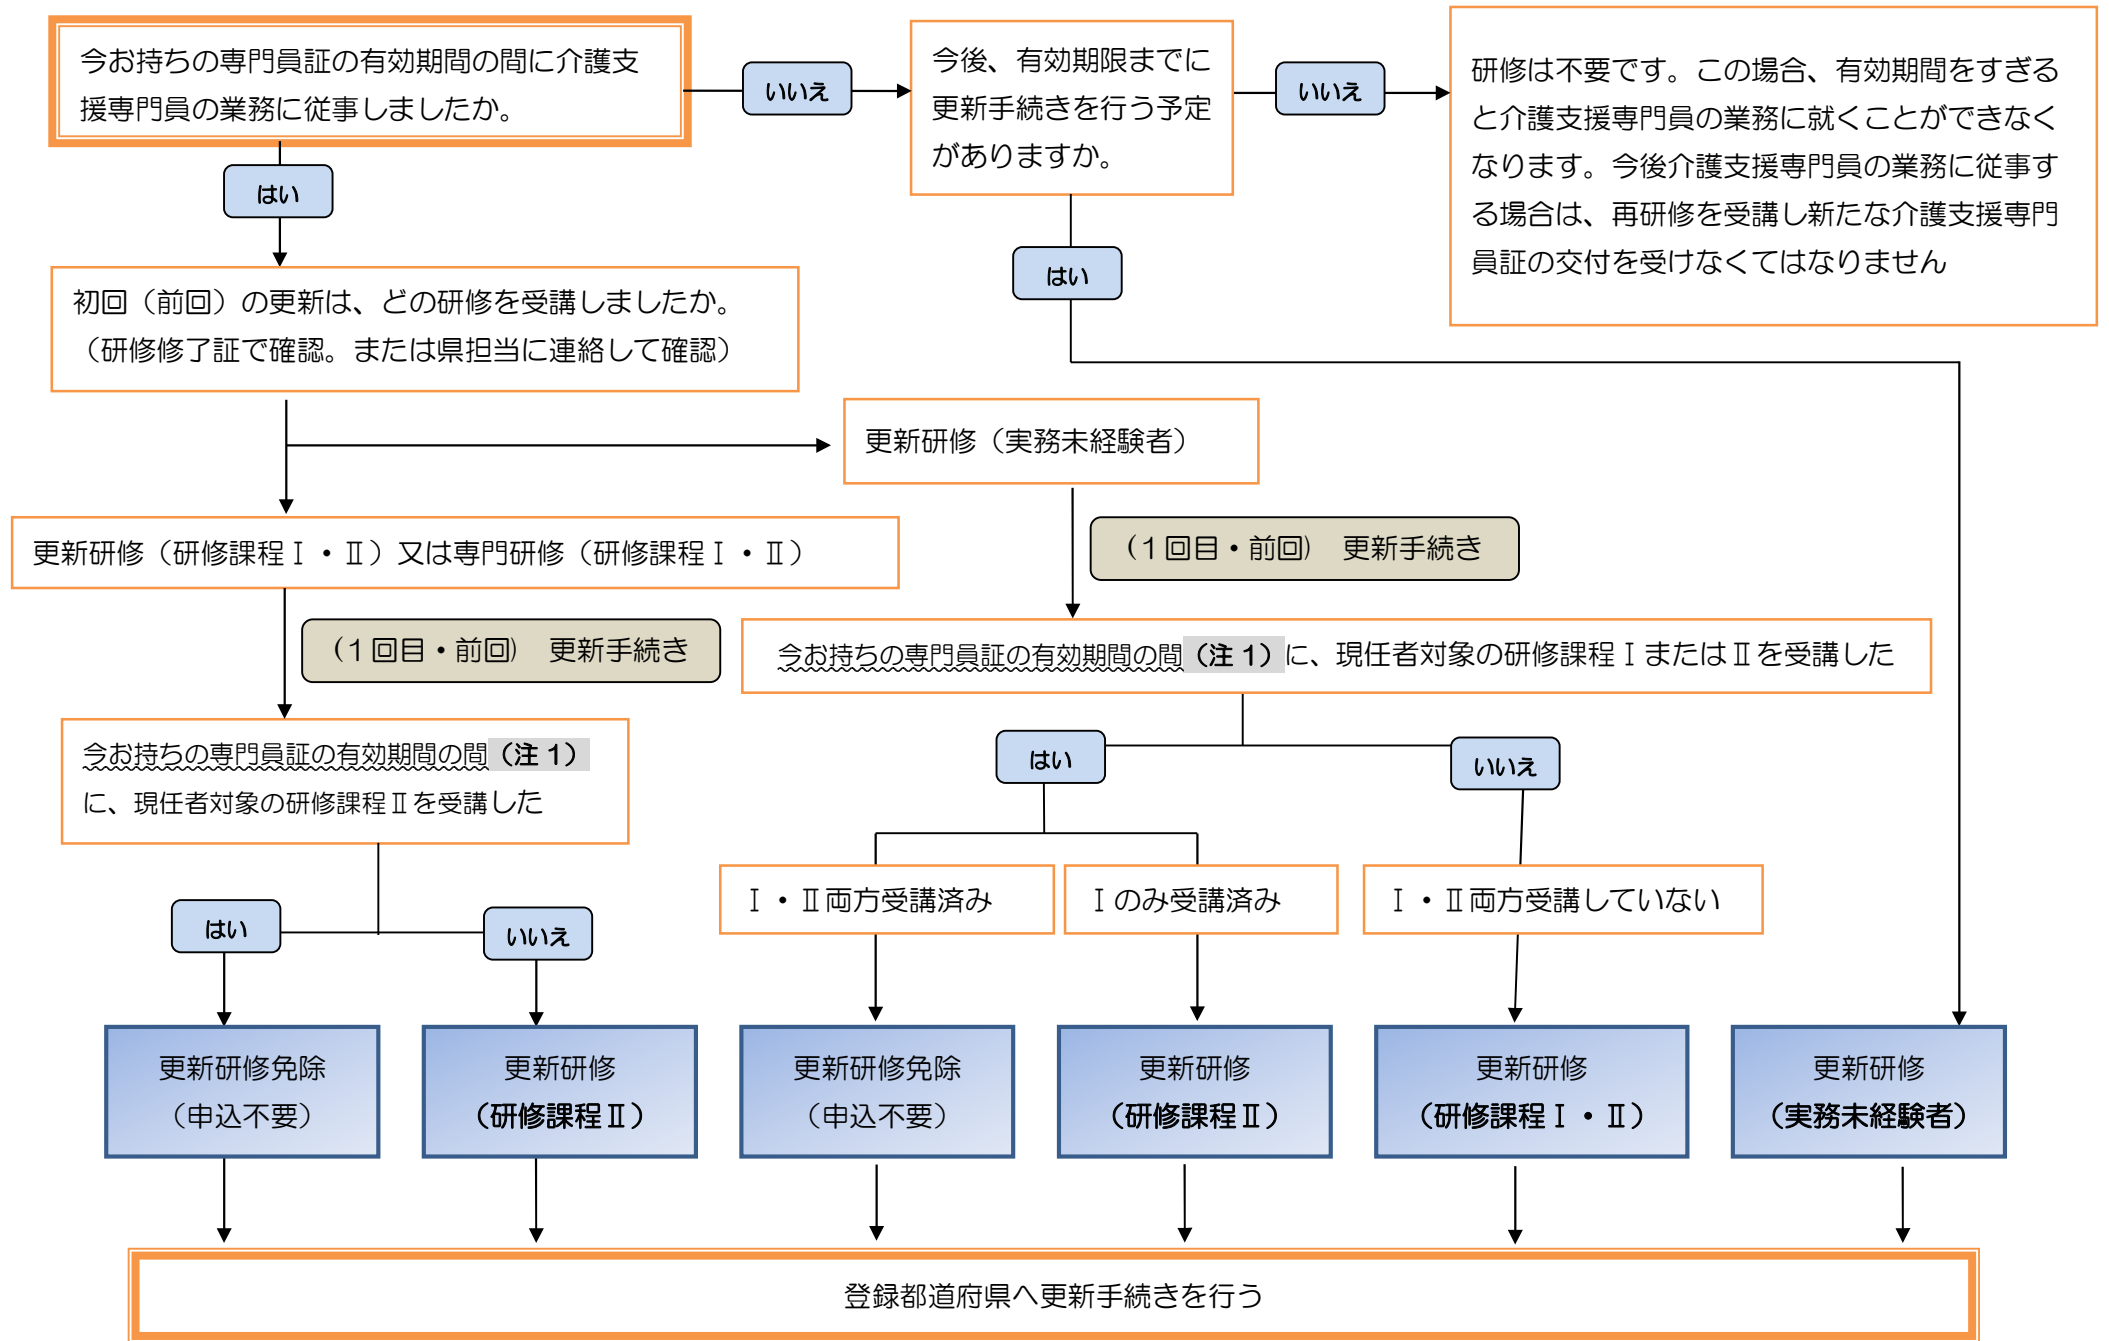 今お持ちの専門員証の有効期間の間に介護支
援専門員の業務に従事しましたか。
いいえ
今後、有効期限までに
更新手続きを行う予定
がありますか。
いいえ
研修は不要です。この場合、有効期間をすぎる
と介護支援専門員の業務に就くことができなく
なります。今後介護支援専門員の業務に従事す
る場合は、再研修を受講し新たな介護支援専門
員証の交付を受けなくてはなりません
はい
はい
初回（前回）の更新は、どの研修を受講しましたか。
（研修修了証で確認。または県担当に連絡して確認）
更新研修（実務未経験者）
更新研修（研修課程Ⅰ・Ⅱ）又は専門研修（研修課程Ⅰ・Ⅱ）
（1回目・前回）　更新手続き
（1回目・前回）　更新手続き
今お持ちの専門員証の有効期間の間（注1）に、現任者対象の研修課程ⅠまたはⅡを受講した
今お持ちの専門員証の有効期間の間（注1）
に、現任者対象の研修課程Ⅱを受講した
はい
いいえ
Ⅰ・Ⅱ両方受講済み
Ⅰのみ受講済み
Ⅰ・Ⅱ両方受講していない
はい
いいえ
更新研修免除
（申込不要）
更新研修
（研修課程Ⅱ）
更新研修免除
（申込不要）
更新研修
（研修課程Ⅱ）
更新研修
（研修課程Ⅰ・Ⅱ）
更新研修
（実務未経験者）
登録都道府県へ更新手続きを行う